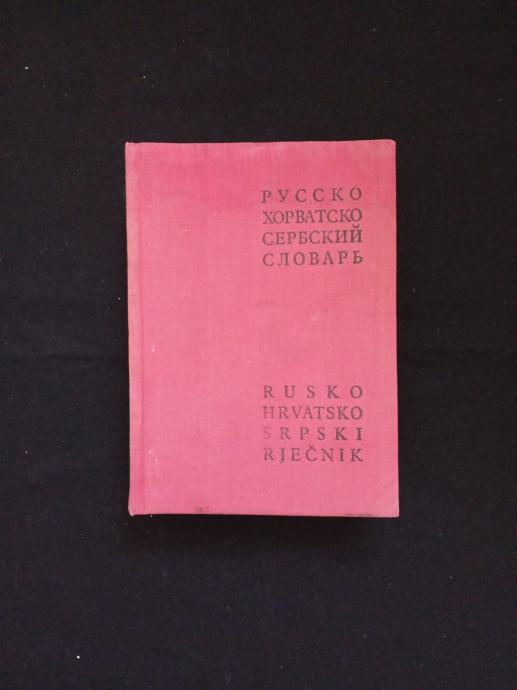 РУССКО
ХОРВАТСКО
СЕРБСКИЙ
СЛОВАРЬ
RUSKO
HRVATSKO
SRPSKI
RJEČNIK